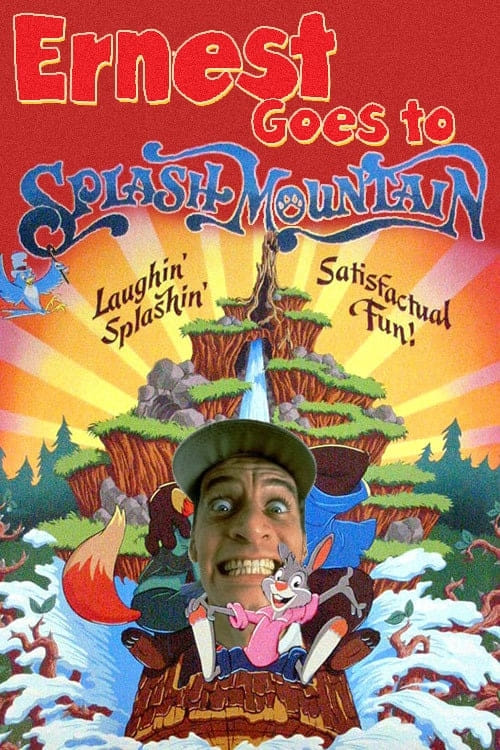 Ernest
Goes to
SPLASH MOUNTAIN
Laughin'
Splashin'
Satisfactual
Fun!